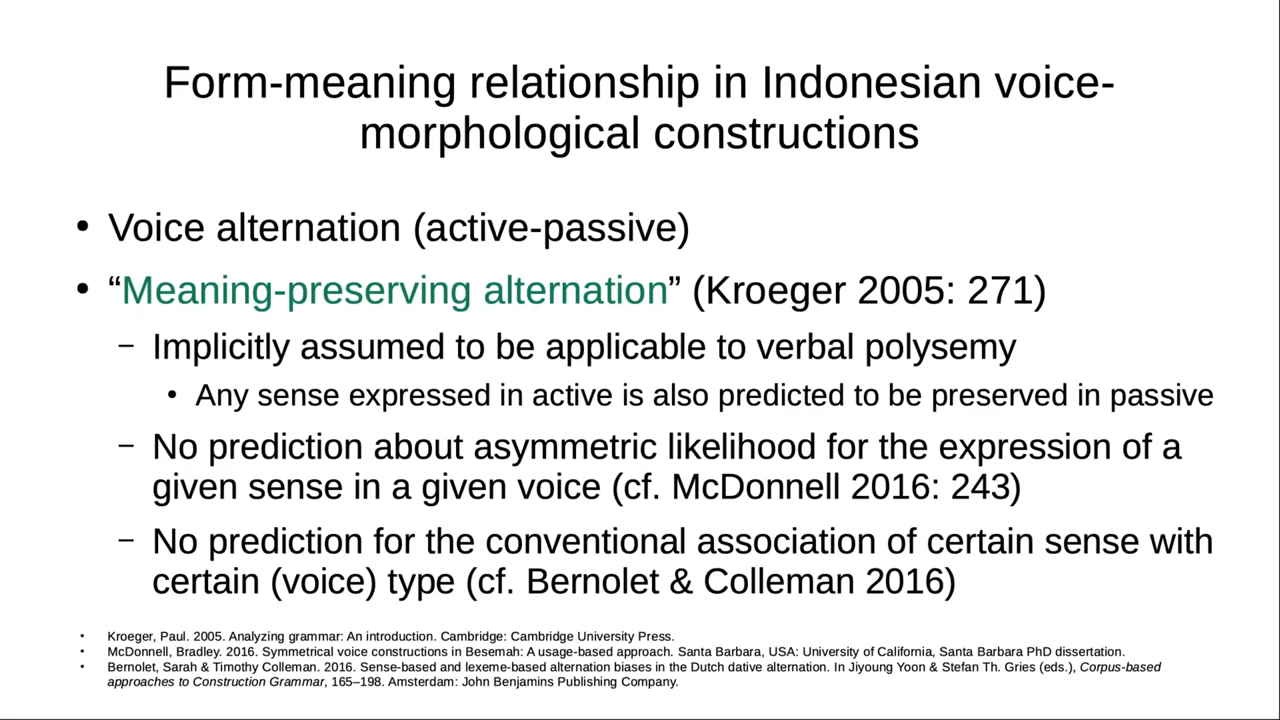 Form-meaning relationship in Indonesian voice-
morphological constructions
• Voice alternation (active-passive)
• “Meaning-preserving alternation” (Kroeger 2005: 271)
– Implicitly assumed to be applicable to verbal polysemy
• Any sense expressed in active is also predicted to be preserved in passive
– No prediction about asymmetric likelihood for the expression of a
given sense in a given voice (cf. McDonnell 2016: 243)
– No prediction for the conventional association of certain sense with
certain (voice) type (cf. Bernolet & Colleman 2016)
• Kroeger, Paul. 2005. Analyzing grammar: An introduction. Cambridge: Cambridge University Press.
• McDonnell, Bradley. 2016. Symmetrical voice constructions in Besemah: A usage-based approach. Santa Barbara, USA: University of California, Santa Barbara PhD dissertation.
• Bernolet, Sarah & Timothy Colleman. 2016. Sense-based and lexeme-based alternation biases in the Dutch dative alternation. In Jiyoung Yoon & Stefan Th. Gries (eds.), Corpus-based
approaches to Construction Grammar, 165–198. Amsterdam: John Benjamins Publishing Company.